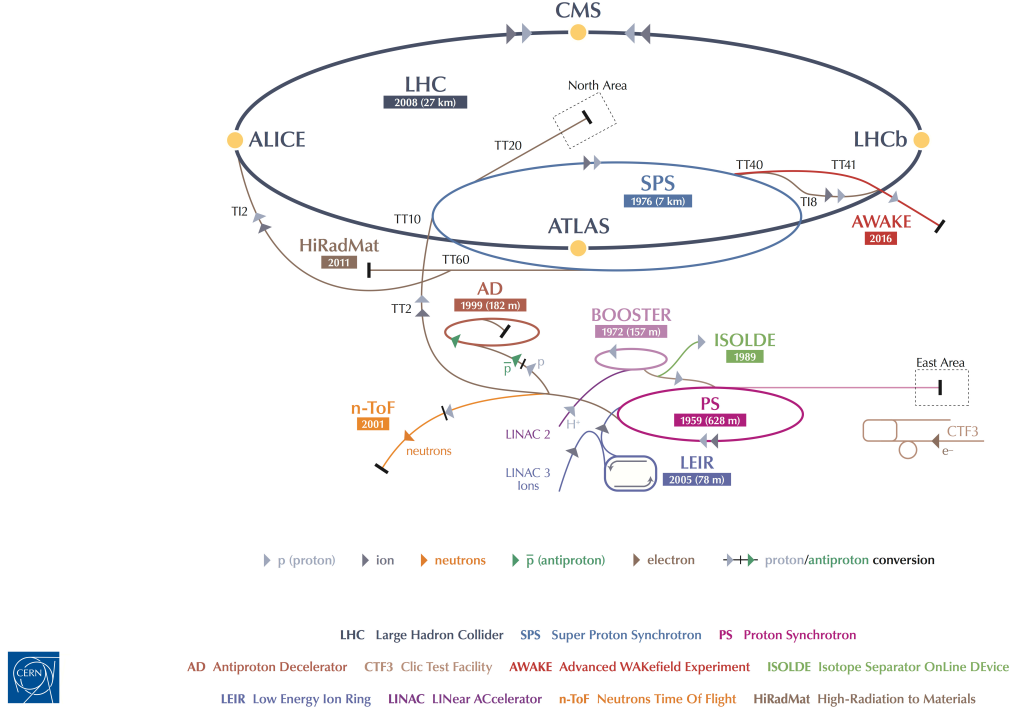 CMS
LHC
2008 (27 km)
North Area
ALICE
LHCb
TT20
TT40
TT41
SPS
1976 (7 km)
TI2
TT10
TI8
ATLAS
AWAKE
2016
HiRadMat
2011
TT60
AD
1999 (182 m)
TT2
BOOSTER
1972 (157 m)
ISOLDE
1989
p̅
p
East Area
n-ToF
2001
PS
1959 (628 m)
H⁺
LINAC 2
neutrons
CTF3
e⁻
LEIR
2005 (78 m)
LINAC 3
Ions
p (proton)
ion
neutrons
p̅ (antiproton)
electron
proton/antiproton conversion
LHC Large Hadron Collider SPS Super Proton Synchrotron PS Proton Synchrotron
AD Antiproton Decelerator CTF3 Clic Test Facility AWAKE Advanced WAKefield Experiment ISOLDE Isotope Separator OnLine DEvice
LEIR Low Energy Ion Ring LINAC LINear ACcelerator n-ToF Neutrons Time Of Flight HiRadMat High-Radiation to Materials
CERN